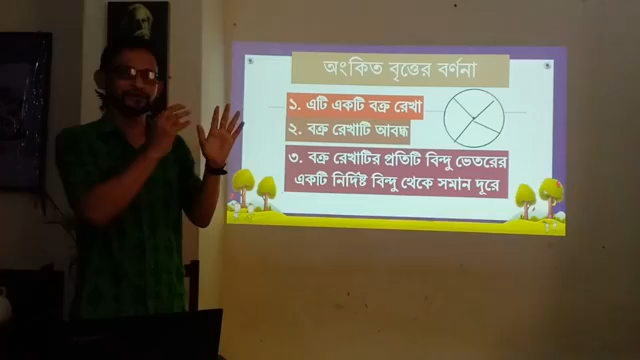 অংকিত বৃত্তের বর্ণনা
১. এটি একটি বক্র রেখা
২. বক্র রেখাটি আবদ্ধ
৩. বক্র রেখাটির প্রতিটি বিন্দু ভেতরের
একটি নির্দিষ্ট বিন্দু থেকে সমান দূরে